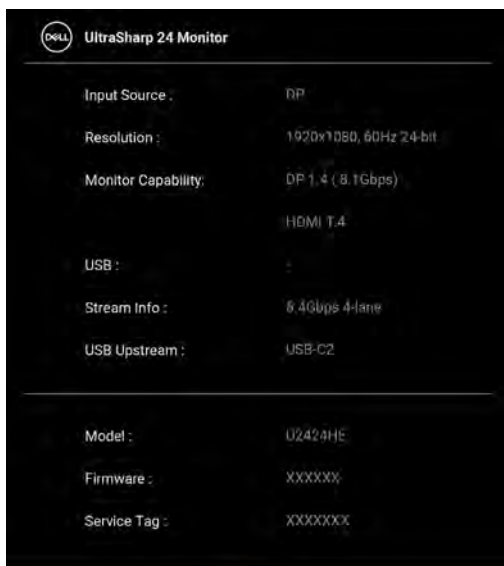 DELL UltraSharp 24 Monitor
Input Source : DP
Resolution : 1920x1080, 60Hz 24-bit
Monitor Capability: DP 1.4 ( 8.1Gbps)
HDMI 1.4
USB : -
Stream Info : 5.4Gbps 4-lane
USB Upstream : USB-C2
Model : U2424HE
Firmware : XXXXXX
Service Tag : XXXXXXX